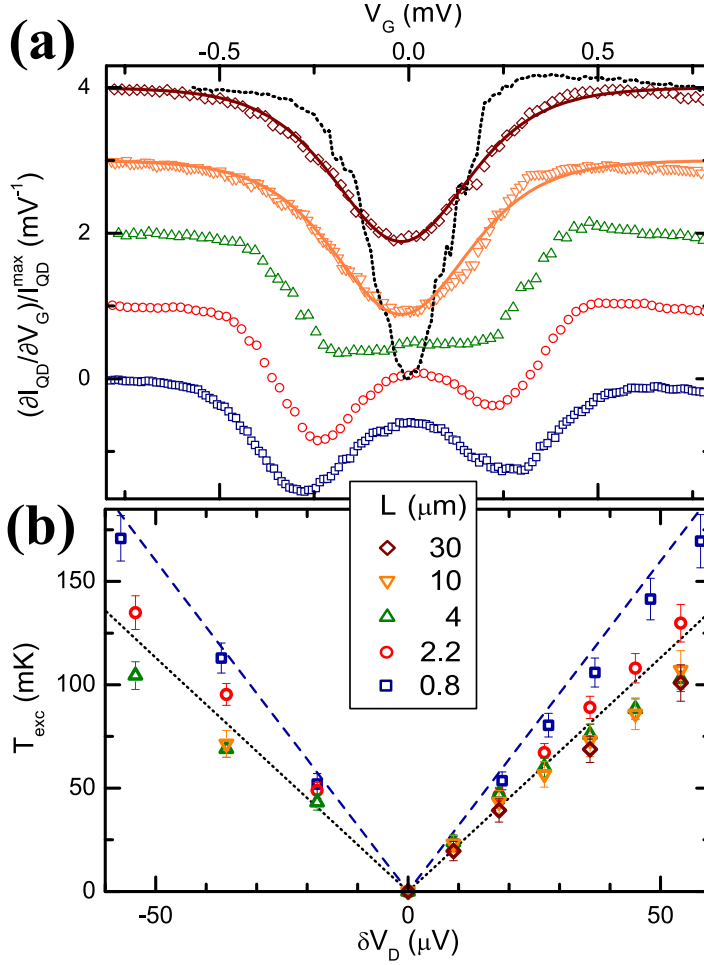 (a)
V_G (mV)
-0.5 0.0 0.5
4
2
0
(∂I_QD/∂V_G)/I_QD^max (mV^-1)
(b)
L (μm)
30
10
4
2.2
0.8
150
100
50
0
T_exc (mK)
-50 0 50
δV_D (μV)